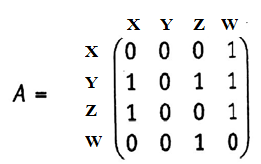 X Y Z W
X 0 0 0 1
Y 1 0 1 1
A = Z 1 0 0 1
W 0 0 1 0